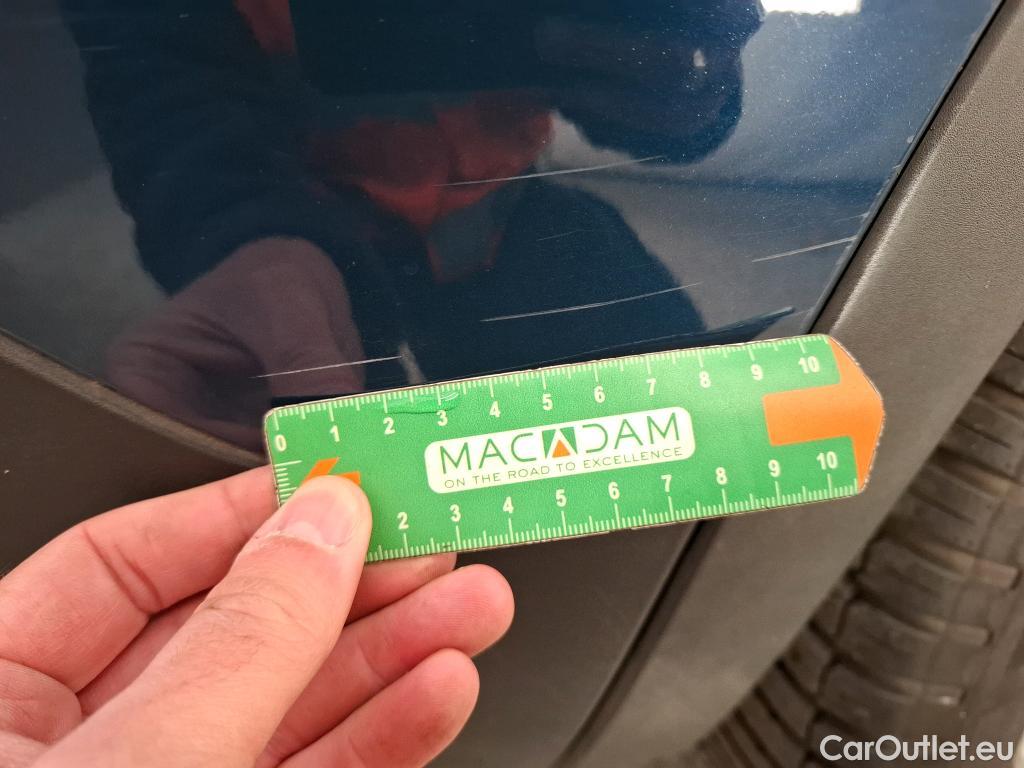 0 1 2 3 4 5 6 7 8 9 10
MACADAM
ON THE ROAD TO EXCELLENCE
2 3 4 5 6 7 8 9 10
CarOutlet.eu